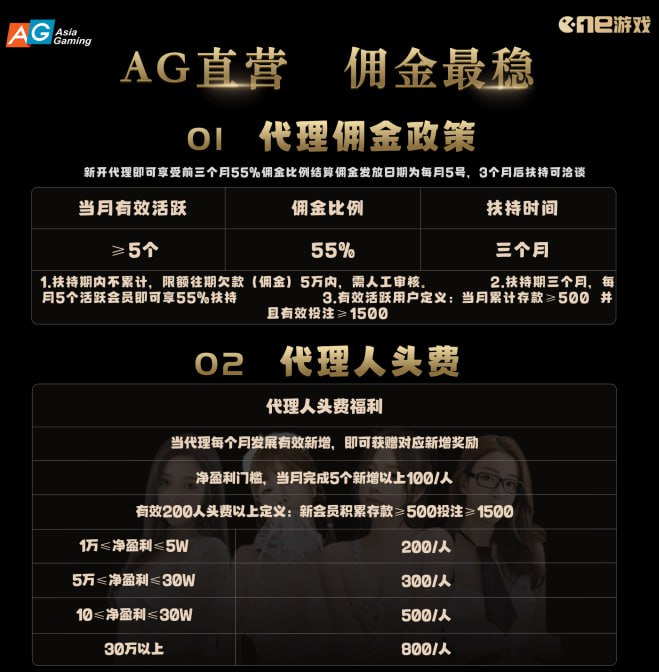 AG Asia
Gaming
ONE游戏
AG直营 佣金最稳
01 代理佣金政策
新开代理即可享受前三个月55%佣金比例结算佣金发放日期为每月5号，3个月后扶持可洽谈
当月有效活跃 佣金比例 扶持时间
≥5个 55% 三个月
1.扶持期内不累计，限额往期欠款（佣金）5万内，需人工审核。 2.扶持期三个月，每
月5个活跃会员即可享55%扶持 3.有效活跃用户定义：当月累计存款≥500 并
且有效投注≥1500
02 代理人头费
代理人头费福利
当代理每个月发展有效新增，即可获赠对应新增奖励
净盈利门槛，当月完成5个新增以上100/人
有效200人头费以上定义：新会员积累存款≥500投注≥1500
1万≤净盈利≤5W 200/人
5万≤净盈利≤30W 300/人
10≤净盈利≤30W 500/人
30万以上 800/人